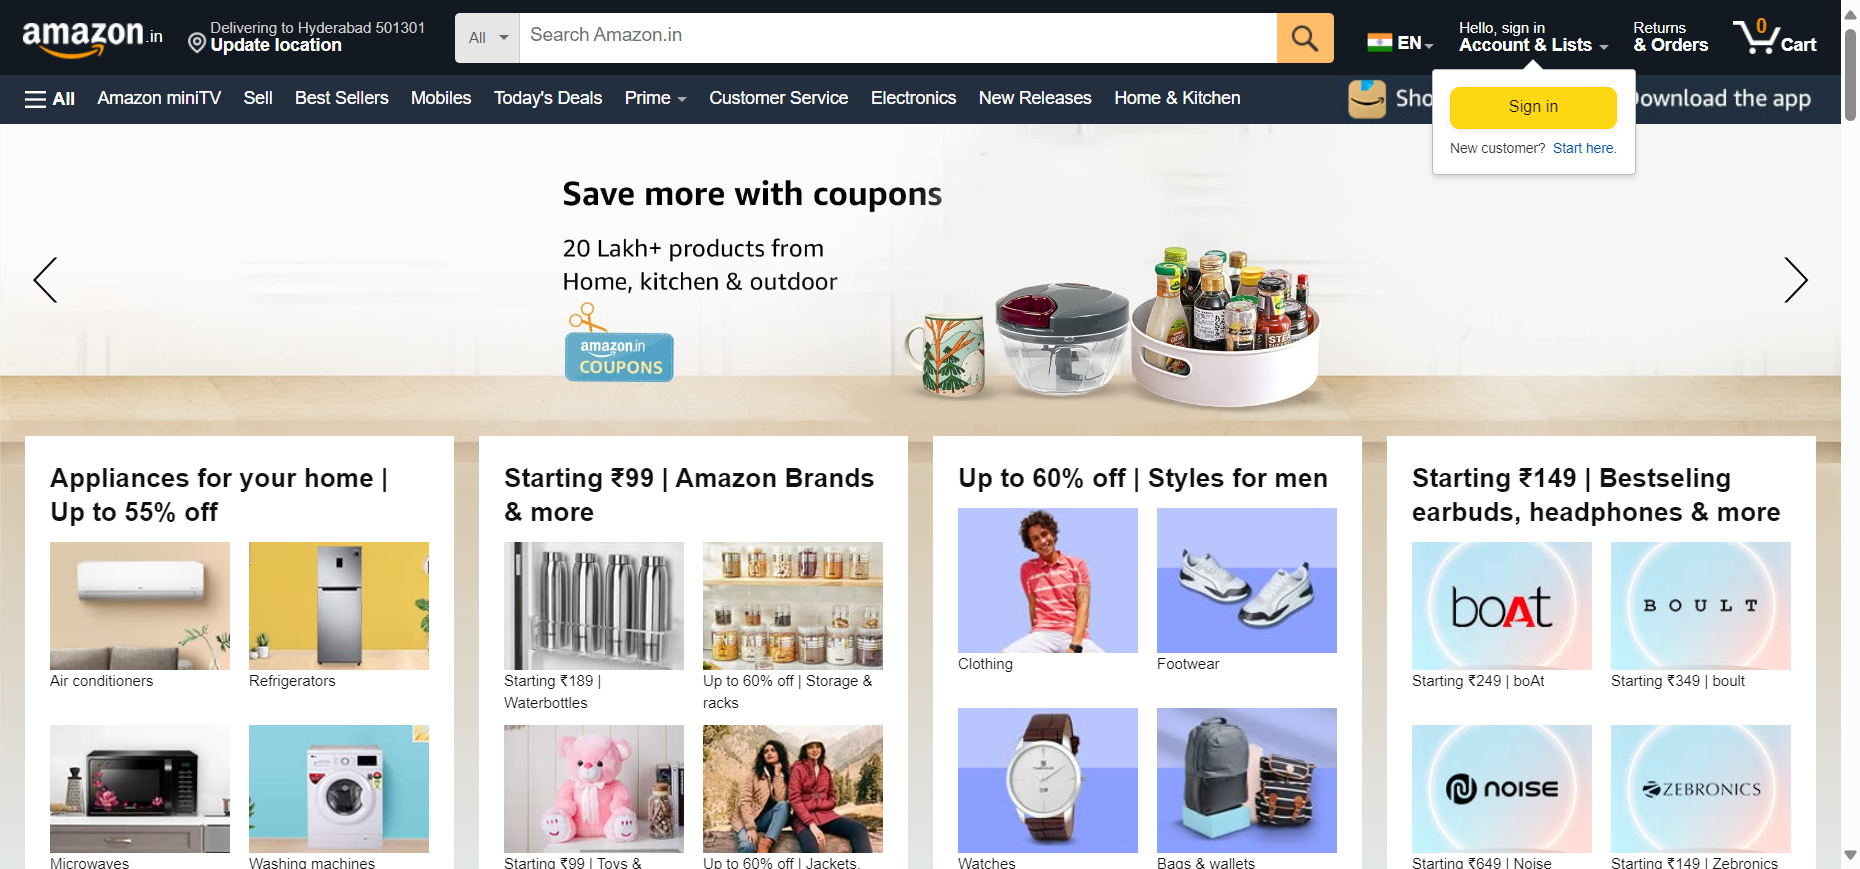 amazon.in
Delivering to Hyderabad 501301
Update location
All
Search Amazon.in
EN
Hello, sign in
Account & Lists
Returns
& Orders
0
Cart
All
Amazon miniTV
Sell
Best Sellers
Mobiles
Today's Deals
Prime
Customer Service
Electronics
New Releases
Home & Kitchen
Sho
ownload the app
Sign in
New customer? Start here.
Save more with coupons
20 Lakh+ products from
Home, kitchen & outdoor
amazon.in
COUPONS
Appliances for your home |
Up to 55% off
Air conditioners
Refrigerators
Microwaves
Washing machines
Starting ₹99 | Amazon Brands
& more
Starting ₹189 |
Waterbottles
Up to 60% off | Storage &
racks
Starting ₹99 | Toys &
Up to 60% off | Jackets,
Up to 60% off | Styles for men
Clothing
Footwear
Watches
Bags & wallets
Starting ₹149 | Bestseling
earbuds, headphones & more
boAt
BOULT
Starting ₹249 | boAt
Starting ₹349 | boult
NOISE
ZEBRONICS
Starting ₹649 | Noise
Starting ₹149 | Zebronics